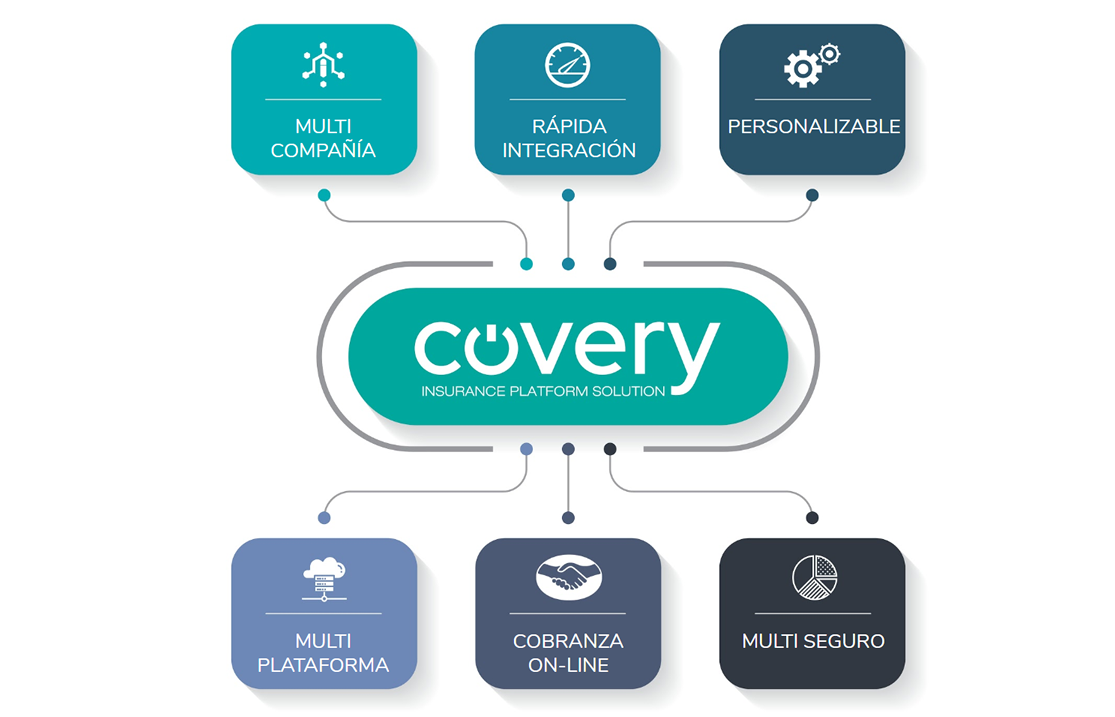 MULTI
COMPAÑÍA
RÁPIDA
INTEGRACIÓN
PERSONALIZABLE
covery
INSURANCE PLATFORM SOLUTION
MULTI
PLATAFORMA
COBRANZA
ON-LINE
MULTI SEGURO